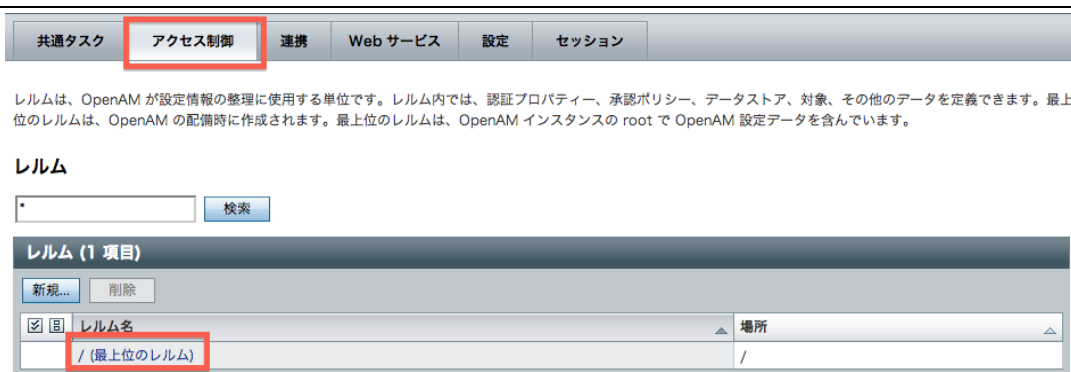 共通タスク アクセス制御 連携 Web サービス 設定 セッション
レルムは、OpenAM が設定情報の整理に使用する単位です。レルム内では、認証プロパティー、承認ポリシー、データストア、対象、その他のデータを定義できます。最上
位のレルムは、OpenAM の配備時に作成されます。最上位のレルムは、OpenAM インスタンスの root で OpenAM 設定データを含んでいます。
レルム
* 検索
レルム (1 項目)
新規... 削除
レルム名 場所
/ (最上位のレルム) /